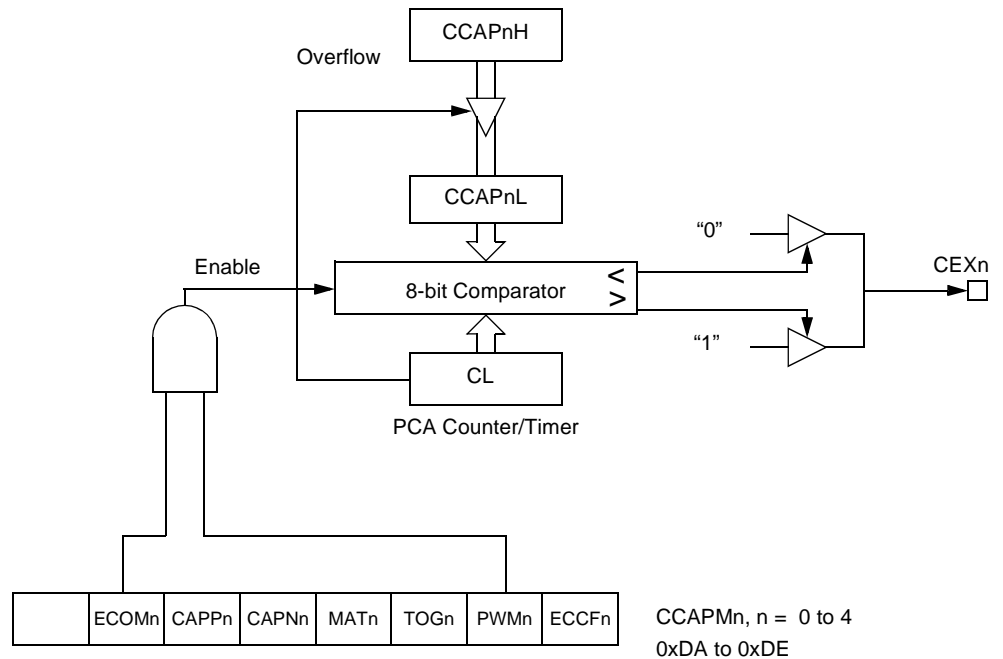 CCAPnH
Overflow
CCAPnL
“0”
Enable
CEXn
8-bit Comparator
<
>
“1”
CL
PCA Counter/Timer
ECOMn CAPPn CAPNn MATn TOGn PWMn ECCFn
CCAPMn, n = 0 to 4
0xDA to 0xDE